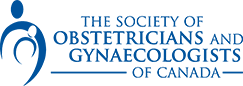 THE SOCIETY OF
OBSTETRICIANS AND
GYNAECOLOGISTS
OF CANADA